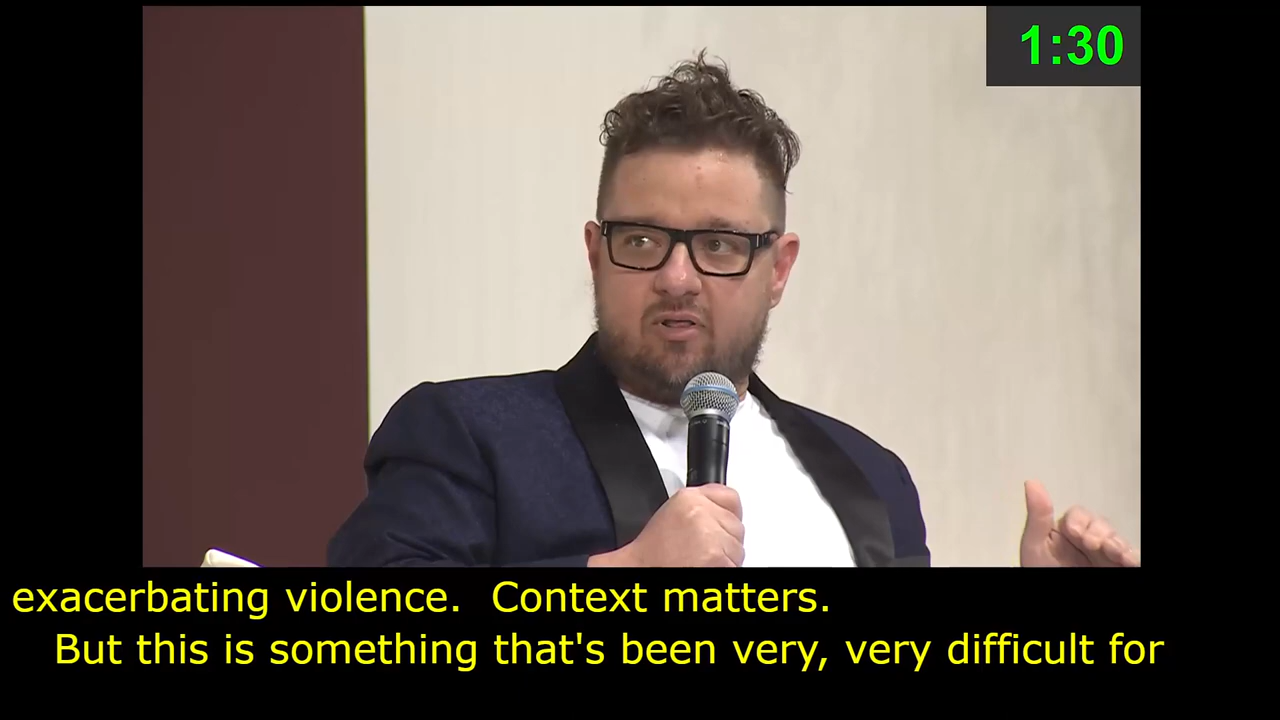 1:30
exacerbating violence.  Context matters.
But this is something that's been very, very difficult for